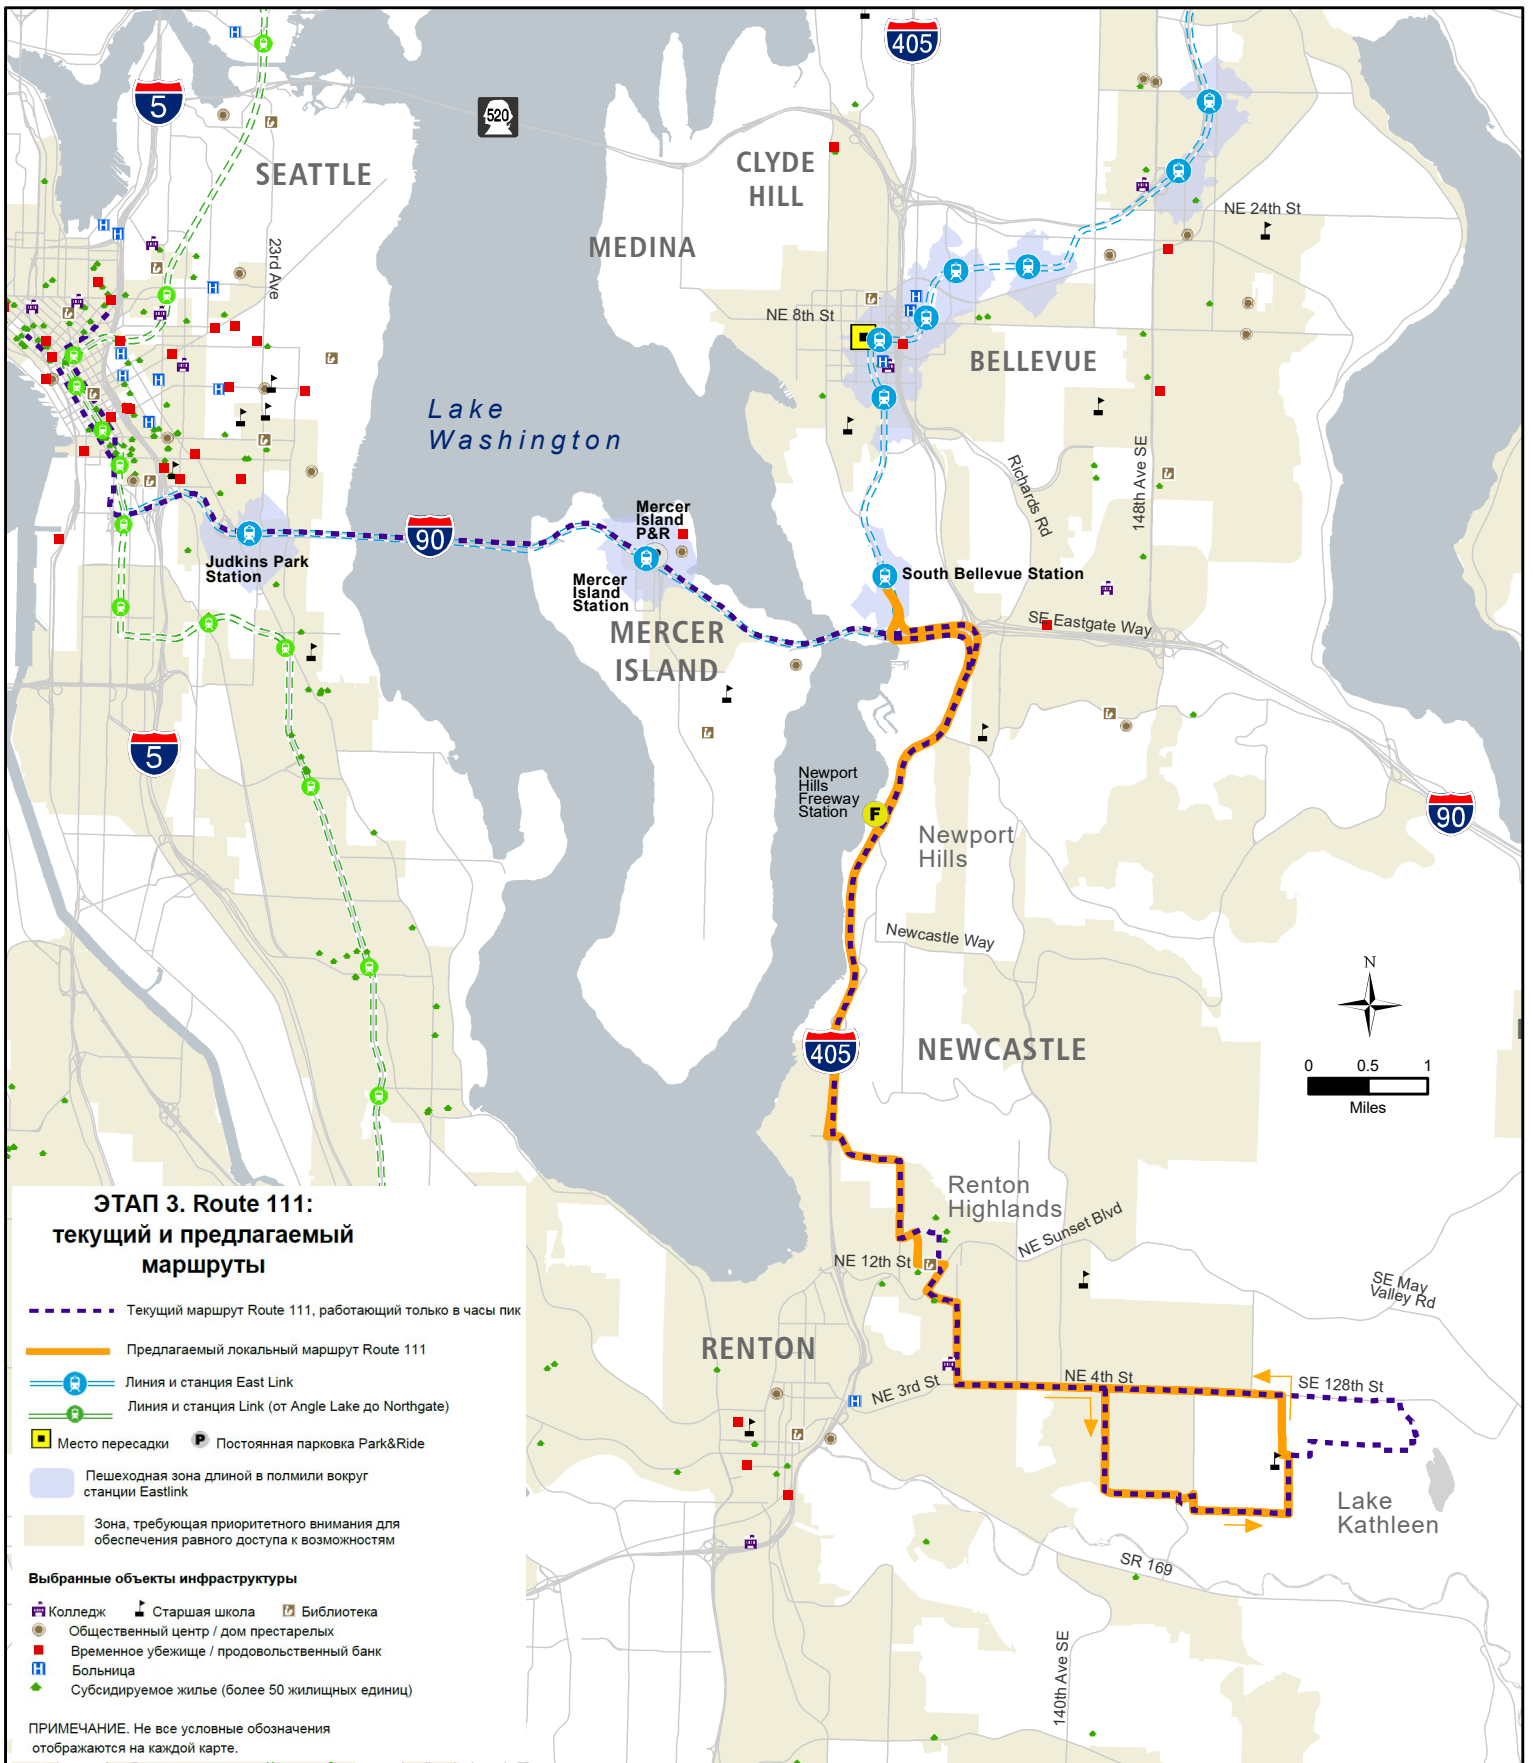 405
5
520
SEATTLE
CLYDE
HILL
MEDINA
NE 24th St
23rd Ave
NE 8th St
BELLEVUE
Lake
Washington
Richards Rd
148th Ave SE
Mercer
Island
P&R
90
Judkins Park
Station
Mercer
Island
Station
South Bellevue Station
SE Eastgate Way
MERCER
ISLAND
5
Newport
Hills
Freeway
Station
F
Newport
Hills
90
Newcastle Way
N
405
NEWCASTLE
0 0.5 1
Miles
Renton
Highlands
NE Sunset Blvd
NE 12th St
SE May
Valley Rd
RENTON
NE 3rd St
NE 4th St
SE 128th St
Lake
Kathleen
SR 169
140th Ave SE
ЭТАП 3. Route 111:
текущий и предлагаемый
маршруты
Текущий маршрут Route 111, работающий только в часы пик
Предлагаемый локальный маршрут Route 111
Линия и станция East Link
Линия и станция Link (от Angle Lake до Northgate)
Место пересадки P Постоянная парковка Park&Ride
Пешеходная зона длиной в полмили вокруг
станции Eastlink
Зона, требующая приоритетного внимания для
обеспечения равного доступа к возможностям
Выбранные объекты инфраструктуры
Колледж Старшая школа Библиотека
Общественный центр / дом престарелых
Временное убежище / продовольственный банк
H Больница
Субсидируемое жилье (более 50 жилищных единиц)
ПРИМЕЧАНИЕ. Не все условные обозначения
отображаются на каждой карте.